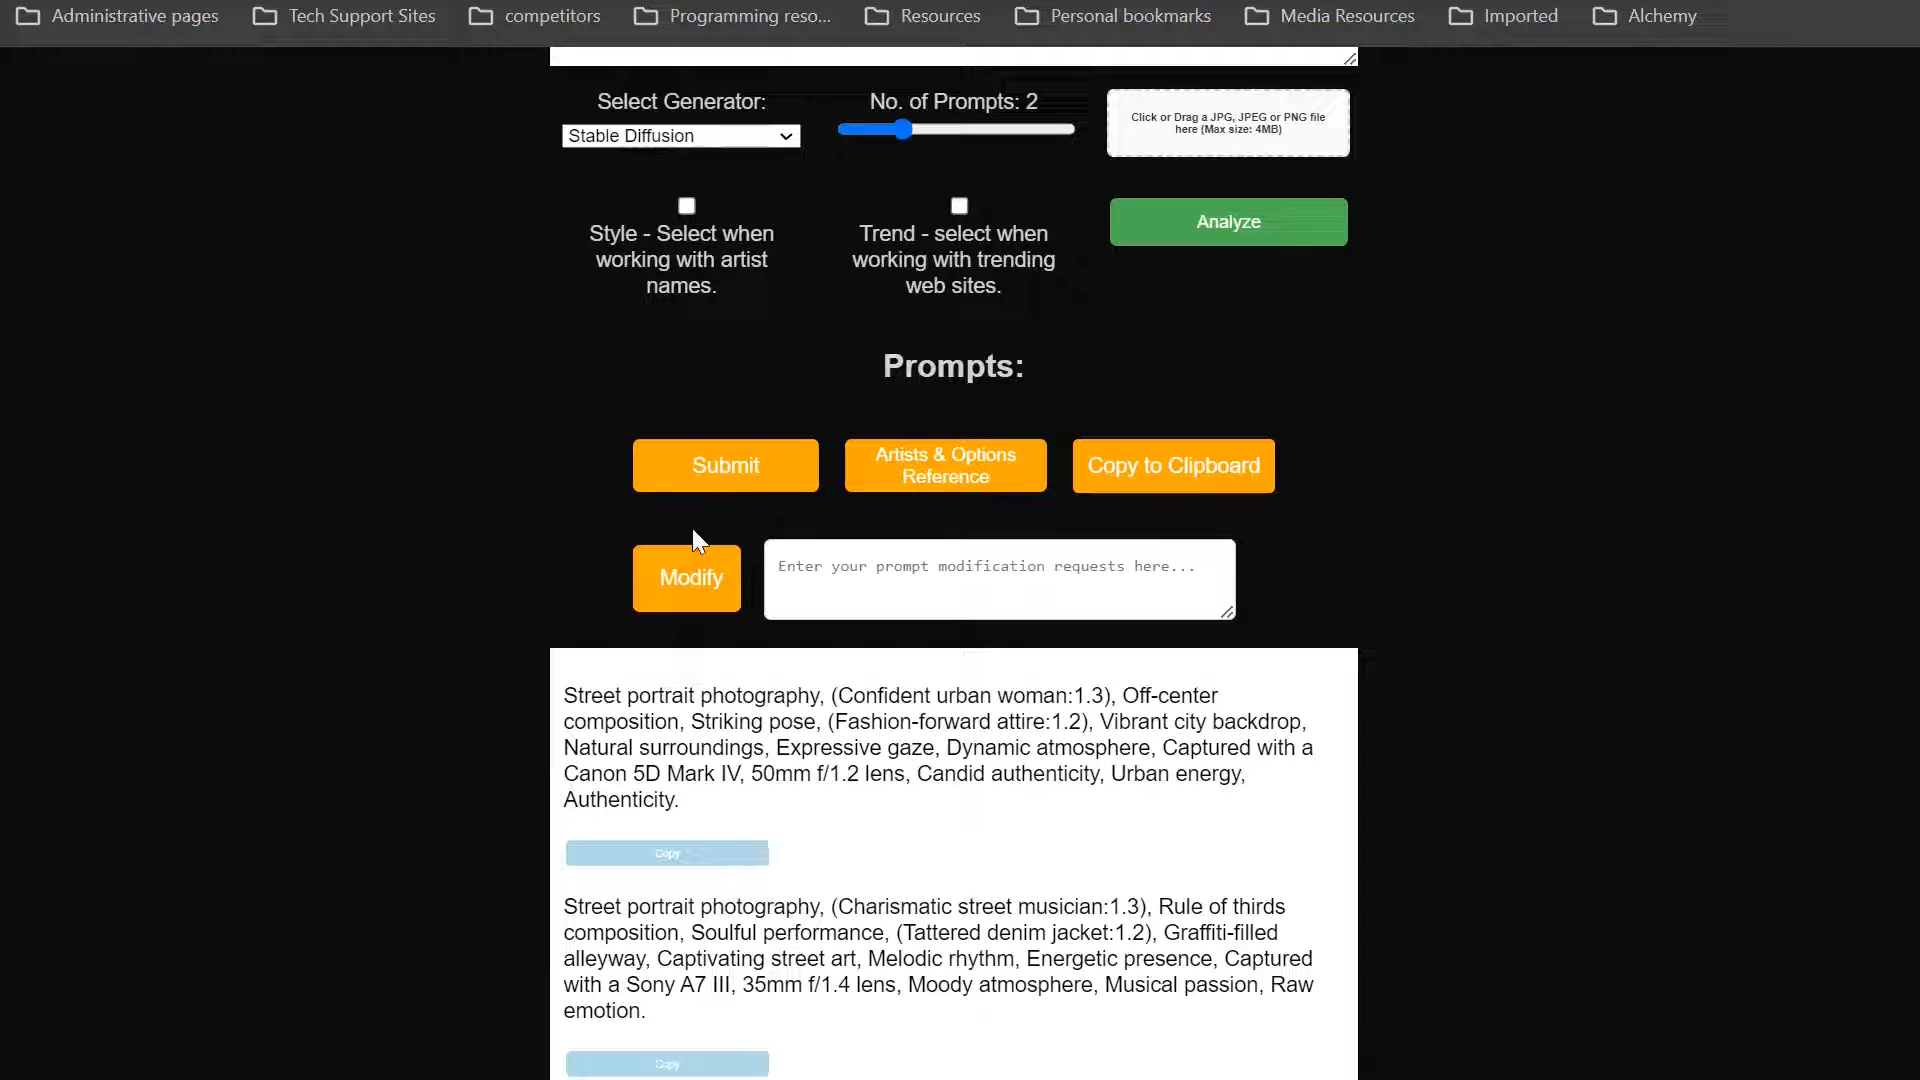 Administrative pages Tech Support Sites competitors Programming reso... Resources Personal bookmarks Media Resources Imported Alchemy
Select Generator:
Stable Diffusion
No. of Prompts: 2
Click or Drag a JPG, JPEG or PNG file
here (Max size: 4MB)
Style - Select when
working with artist
names.
Trend - select when
working with trending
web sites.
Analyze
Prompts:
Submit
Artists & Options
Reference
Copy to Clipboard
Modify
Enter your prompt modification requests here...
Street portrait photography, (Confident urban woman:1.3), Off-center
composition, Striking pose, (Fashion-forward attire:1.2), Vibrant city backdrop,
Natural surroundings, Expressive gaze, Dynamic atmosphere, Captured with a
Canon 5D Mark IV, 50mm f/1.2 lens, Candid authenticity, Urban energy,
Authenticity.
Copy
Street portrait photography, (Charismatic street musician:1.3), Rule of thirds
composition, Soulful performance, (Tattered denim jacket:1.2), Graffiti-filled
alleyway, Captivating street art, Melodic rhythm, Energetic presence, Captured
with a Sony A7 III, 35mm f/1.4 lens, Moody atmosphere, Musical passion, Raw
emotion.
Copy